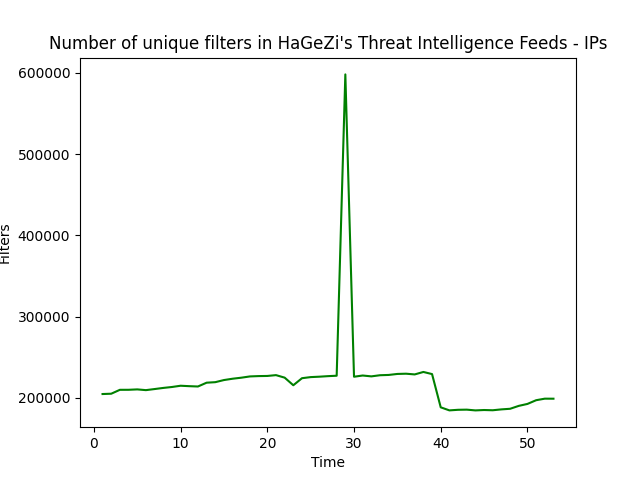 Number of unique filters in HaGeZi's Threat Intelligence Feeds - IPs
600000
500000
400000
300000
200000
Filters
0 10 20 30 40 50
Time